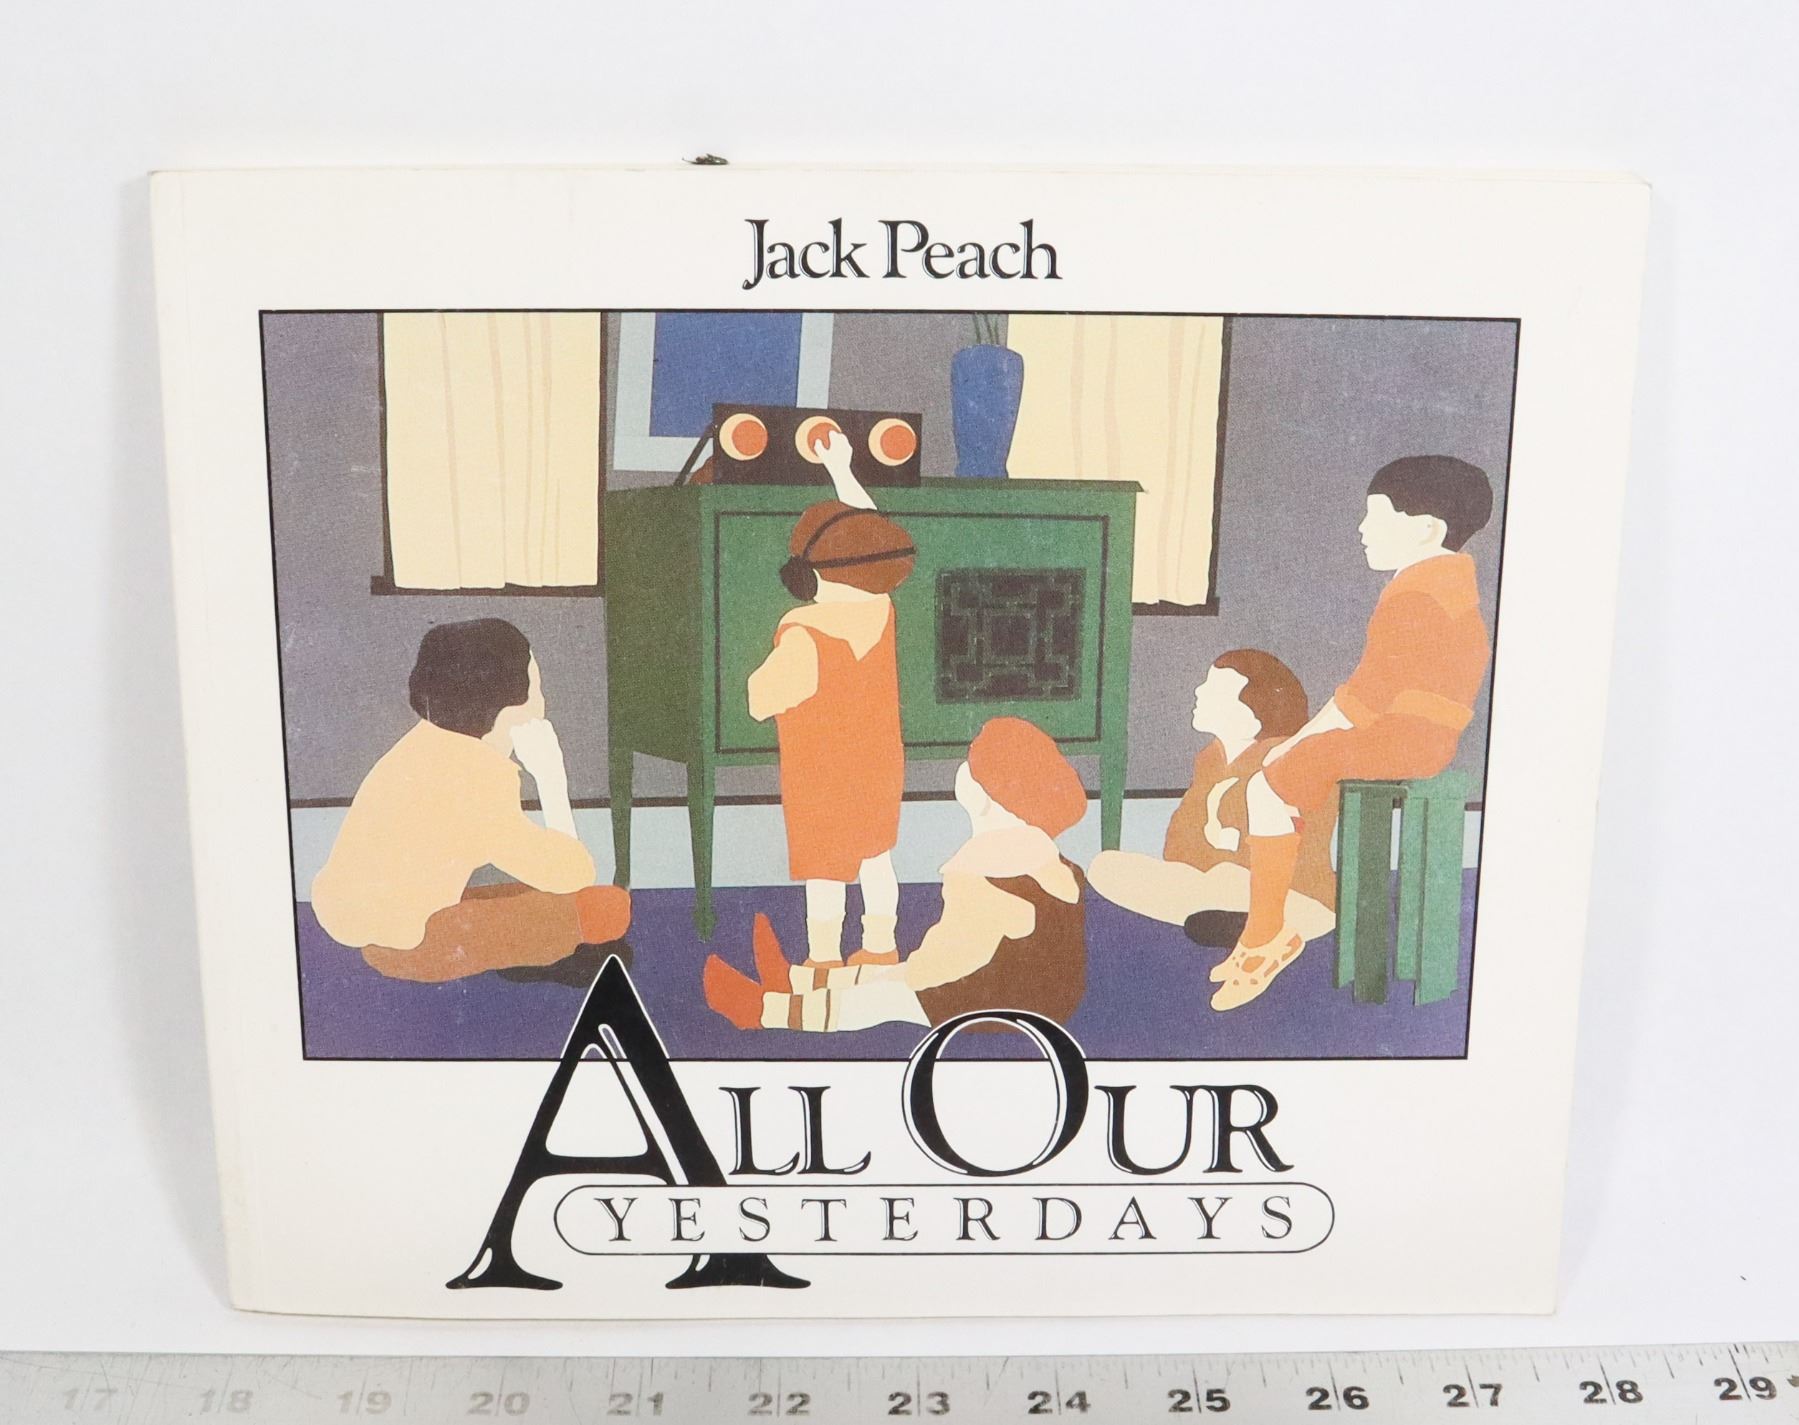 Jack Peach
ALL OUR
YESTERDAYS
17 18 19 20 21 22 23 24 25 26 27 28 29